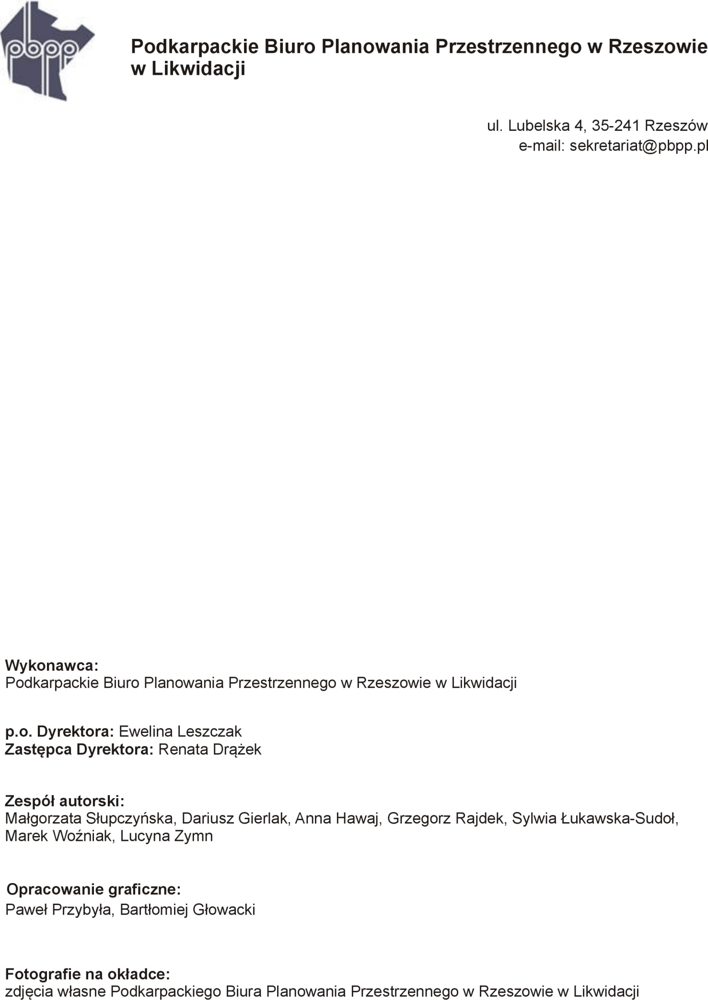 pbpp
Podkarpackie Biuro Planowania Przestrzennego w Rzeszowie
w Likwidacji
ul. Lubelska 4, 35-241 Rzeszów
e-mail: sekretariat@pbpp.pl
Wykonawca:
Podkarpackie Biuro Planowania Przestrzennego w Rzeszowie w Likwidacji
p.o. Dyrektora: Ewelina Leszczak
Zastępca Dyrektora: Renata Drążek
Zespół autorski:
Małgorzata Słupczyńska, Dariusz Gierlak, Anna Hawaj, Grzegorz Rajdek, Sylwia Łukawska-Sudoł,
Marek Woźniak, Lucyna Zymn
Opracowanie graficzne:
Paweł Przybyła, Bartłomiej Głowacki
Fotografie na okładce:
zdjęcia własne Podkarpackiego Biura Planowania Przestrzennego w Rzeszowie w Likwidacji